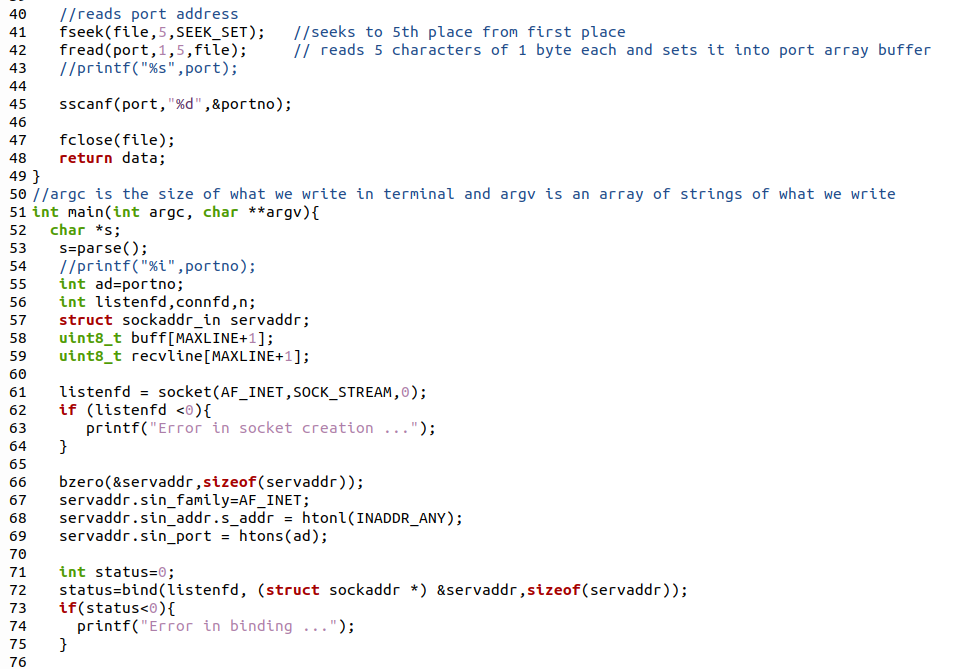 40 //reads port address
41 fseek(file,5,SEEK_SET); //seeks to 5th place from first place
42 fread(port,1,5,file); // reads 5 characters of 1 byte each and sets it into port array buffer
43 //printf("%s",port);
44
45 sscanf(port,"%d",&portno);
46
47 fclose(file);
48 return data;
49 }
50 //argc is the size of what we write in terminal and argv is an array of strings of what we write
51 int main(int argc, char **argv){
52 char *s;
53 s=parse();
54 //printf("%i",portno);
55 int ad=portno;
56 int listenfd,connfd,n;
57 struct sockaddr_in servaddr;
58 uint8_t buff[MAXLINE+1];
59 uint8_t recvline[MAXLINE+1];
60
61 listenfd = socket(AF_INET,SOCK_STREAM,0);
62 if (listenfd <0){
63 printf("Error in socket creation ...");
64 }
65
66 bzero(&servaddr,sizeof(servaddr));
67 servaddr.sin_family=AF_INET;
68 servaddr.sin_addr.s_addr = htonl(INADDR_ANY);
69 servaddr.sin_port = htons(ad);
70
71 int status=0;
72 status=bind(listenfd, (struct sockaddr *) &servaddr,sizeof(servaddr));
73 if(status<0){
74 printf("Error in binding ...");
75 }
76